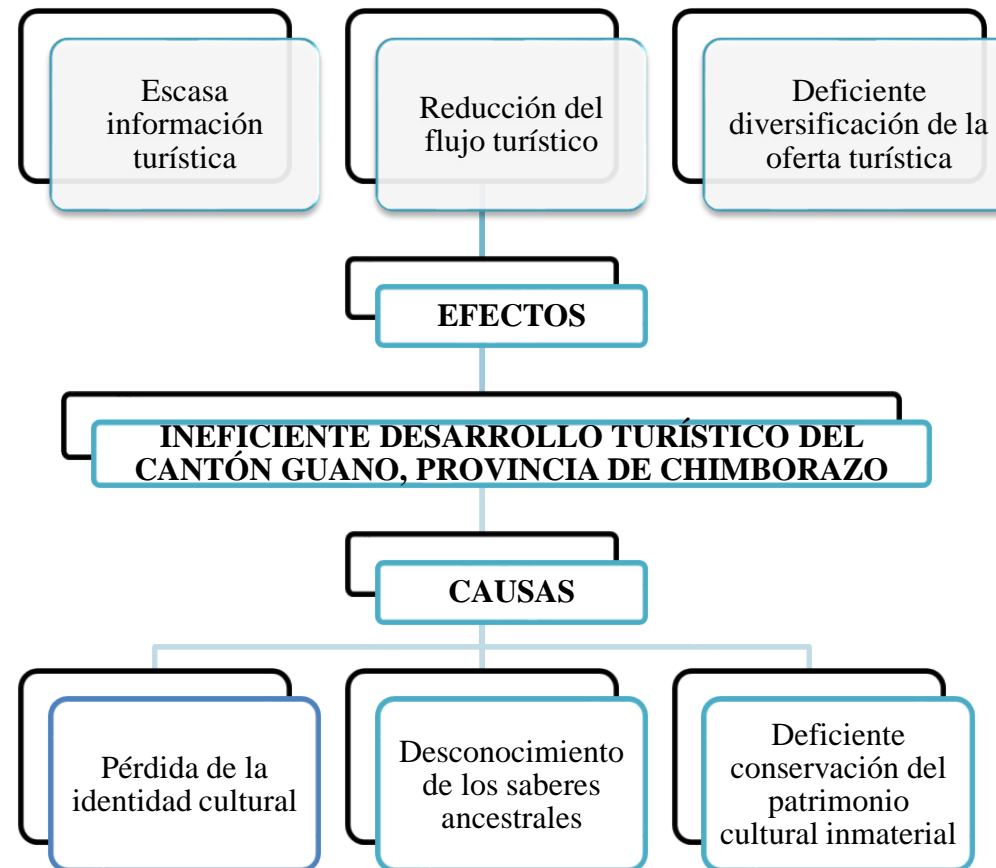 Escasa
información
turística
Reducción del
flujo turístico
Deficiente
diversificación de la
oferta turística
EFECTOS
INEFICIENTE DESARROLLO TURÍSTICO DEL
CANTÓN GUANO, PROVINCIA DE CHIMBORAZO
CAUSAS
Pérdida de la
identidad cultural
Desconocimiento
de los saberes
ancestrales
Deficiente
conservación del
patrimonio
cultural inmaterial